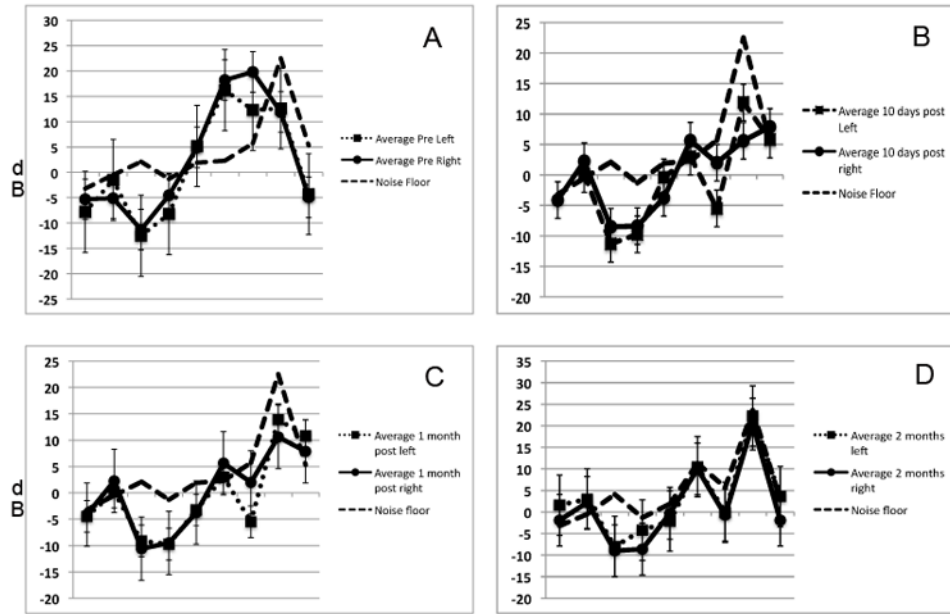 A
30
25
20
15
10
5
0
-5
-10
-15
20
25
d
B
Average Pre Left
Average Pre Right
Noise Floor
B
25
20
15
10
5
0
-5
-10
-15
-20
Average 10 days post
Left
Average 10 days post
right
Noise Floor
C
25
20
15
10
5
0
-5
-10
-15
-20
d
B
Average 1 month
post left
Average 1 month
post right
Noise floor
D
35
30
25
20
15
10
5
0
-5
-10
-15
-20
Average 2 months
left
Average 2 months
right
Noise floor